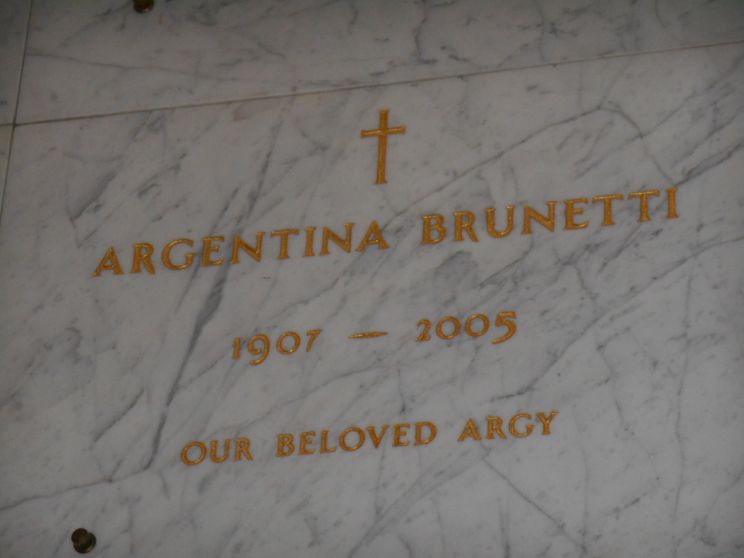 ARGENTINA BRUNETTI
1907 — 2005
OUR BELOVED ARGY